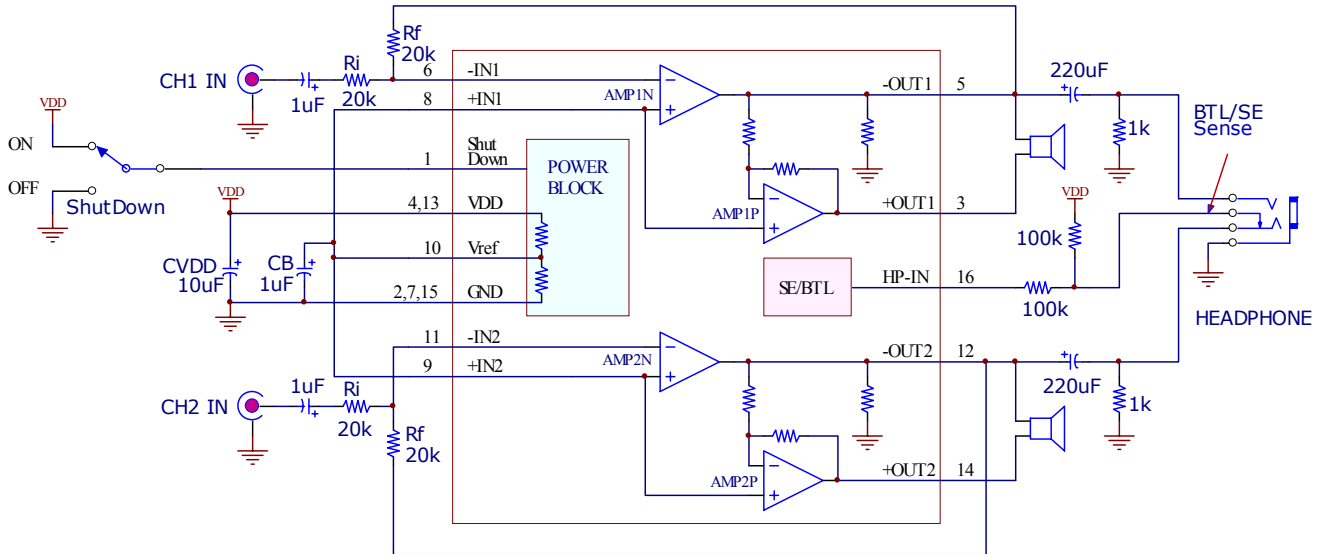 Rf
20k
CH1 IN
1uF
Ri
20k
6 -IN1
8 +IN1
AMP1N
-OUT1 5
220uF
1k
BTL/SE
Sense
VDD
ON
OFF
ShutDown
1
Shut
Down
POWER
BLOCK
AMP1P
+OUT1 3
VDD
4,13 VDD
VDD
100k
10 Vref
CVDD
10uF
CB
1uF
2,7,15 GND
SE/BTL
HP-IN 16
100k
HEADPHONE
11 -IN2
9 +IN2
AMP2N
-OUT2 12
220uF
1k
CH2 IN
1uF
Ri
20k
Rf
20k
AMP2P
+OUT2 14